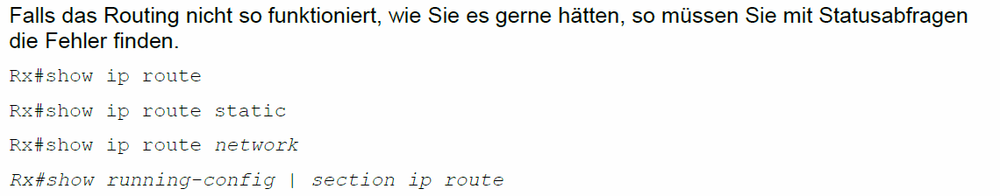 Falls das Routing nicht so funktioniert, wie Sie es gerne hätten, so müssen Sie mit Statusabfragen
die Fehler finden.
Rx#show ip route
Rx#show ip route static
Rx#show ip route network
Rx#show running-config | section ip route